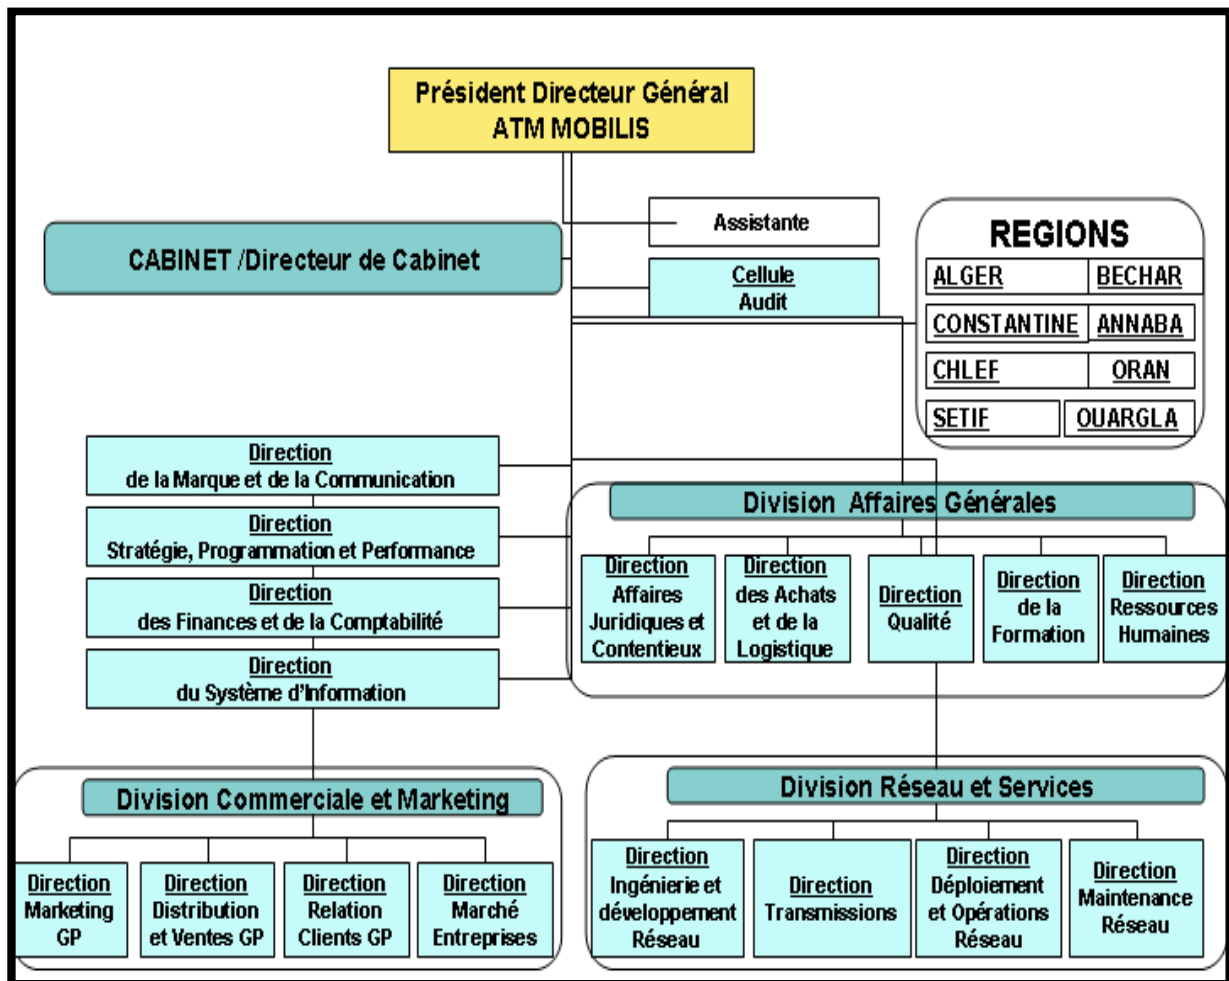 Président Directeur Général
ATM MOBILIS
Assistante
CABINET /Directeur de Cabinet
Cellule
Audit
REGIONS
ALGER
BECHAR
CONSTANTINE
ANNABA
CHLEF
ORAN
SETIF
OUARGLA
Direction
de la Marque et de la Communication
Direction
Stratégie, Programmation et Performance
Direction
des Finances et de la Comptabilité
Direction
du Système d'Information
Division Affaires Générales
Direction
Affaires
Juridiques et
Contentieux
Direction
des Achats
et de la
Logistique
Direction
Qualité
Direction
de la
Formation
Direction
Ressources
Humaines
Division Commerciale et Marketing
Direction
Marketing
GP
Direction
Distribution
et Ventes GP
Direction
Relation
Clients GP
Direction
Marché
Entreprises
Division Réseau et Services
Direction
Ingénierie et
développement
Réseau
Direction
Transmissions
Direction
Déploiement
et Opérations
Réseau
Direction
Maintenance
Réseau